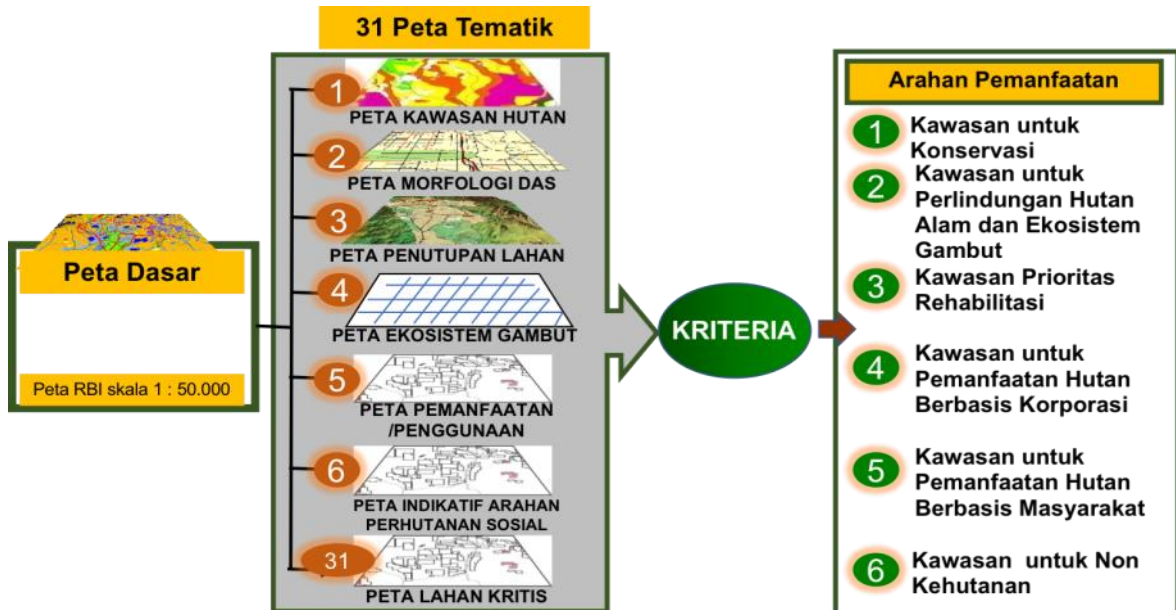 31 Peta Tematik
Peta Dasar
Peta RBI skala 1 : 50.000
1
PETA KAWASAN HUTAN
2
PETA MORFOLOGI DAS
3
PETA PENUTUPAN LAHAN
4
PETA EKOSISTEM GAMBUT
5
PETA PEMANFAATAN
/PENGGUNAAN
6
PETA INDIKATIF ARAHAN
PERHUTANAN SOSIAL
31
PETA LAHAN KRITIS
KRITERIA
Arahan Pemanfaatan
1 Kawasan untuk
Konservasi
2 Kawasan untuk
Perlindungan Hutan
Alam dan Ekosistem
Gambut
3 Kawasan Prioritas
Rehabilitasi
4 Kawasan untuk
Pemanfaatan Hutan
Berbasis Korporasi
5 Kawasan untuk
Pemanfaatan Hutan
Berbasis Masyarakat
6 Kawasan untuk Non
Kehutanan